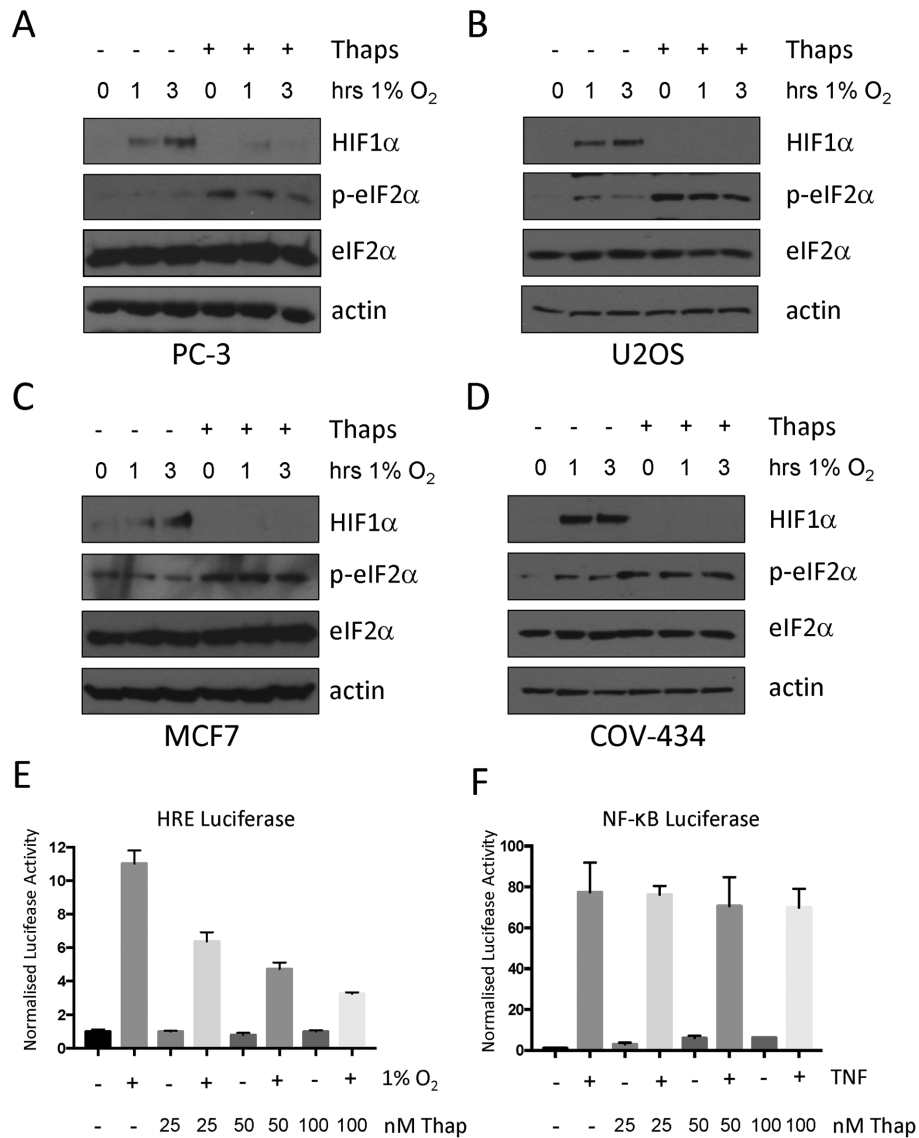 A
- - - + + + Thaps
0 1 3 0 1 3 hrs 1% O₂
HIF1α
p-eIF2α
eIF2α
actin
PC-3
B
- - - + + + Thaps
0 1 3 0 1 3 hrs 1% O₂
HIF1α
p-eIF2α
eIF2α
actin
U2OS
C
- - - + + + Thaps
0 1 3 0 1 3 hrs 1% O₂
HIF1α
p-eIF2α
eIF2α
actin
MCF7
D
- - - + + + Thaps
0 1 3 0 1 3 hrs 1% O₂
HIF1α
p-eIF2α
eIF2α
actin
COV-434
E
HRE Luciferase
Normalised Lucifease Activity
12
10
8
6
4
2
0
- + - + - + - + 1% O₂
- - 25 25 50 50 100 100 nM Thap
F
NF-κB Luciferase
Normalised Lucifease Activity
100
80
60
40
20
0
- + - + - + - + TNF
- - 25 25 50 50 100 100 nM Thap